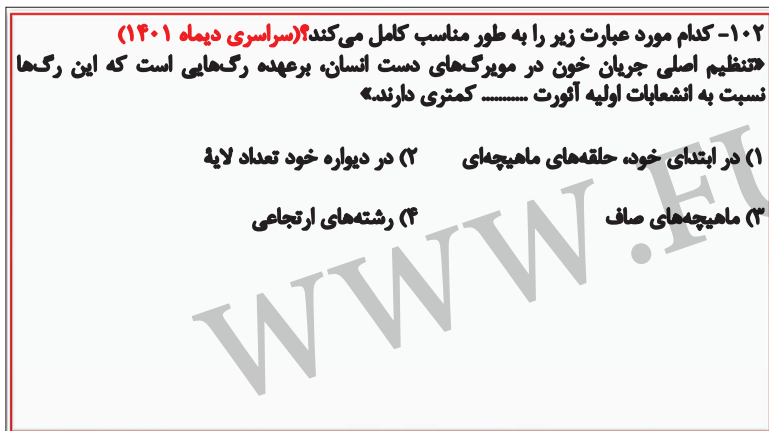 ۱۰۲- کدام مورد عبارت زیر را به طور مناسب کامل می‌کند؟(سراسری دیماه ۱۴۰۱)
«تنظیم اصلی جریان خون در مویرگ‌های دست انسان، برعهده رگ‌هایی است که این رگ‌ها
نسبت به انشعابات اولیه آئورت .......... کمتری دارند.»
۱) در ابتدای خود، حلقه‌های ماهیچه‌ای ۲) در دیواره خود تعداد لایۀ
۳) ماهیچه‌های صاف ۴) رشته‌های ارتجاعی
WWW.FU